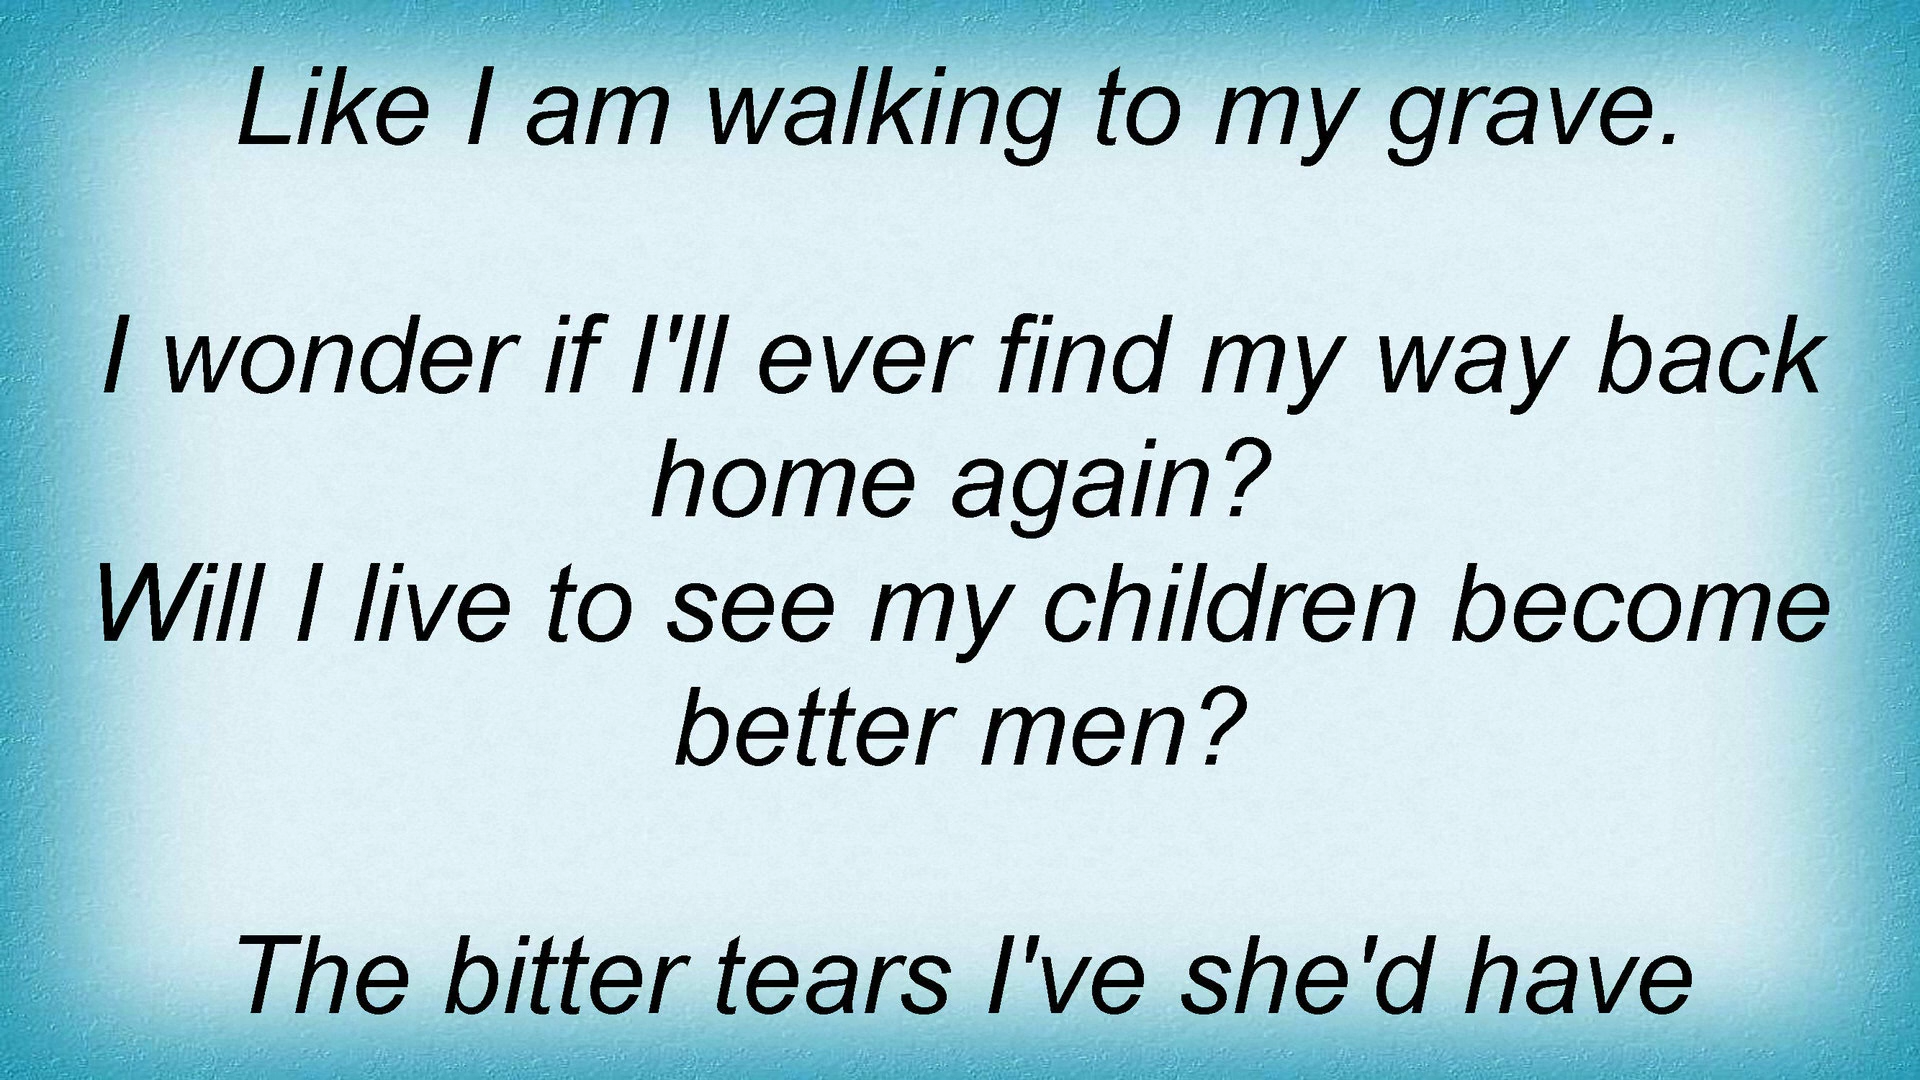 Like I am walking to my grave.
I wonder if I'll ever find my way back
home again?
Will I live to see my children become
better men?
The bitter tears I've she'd have